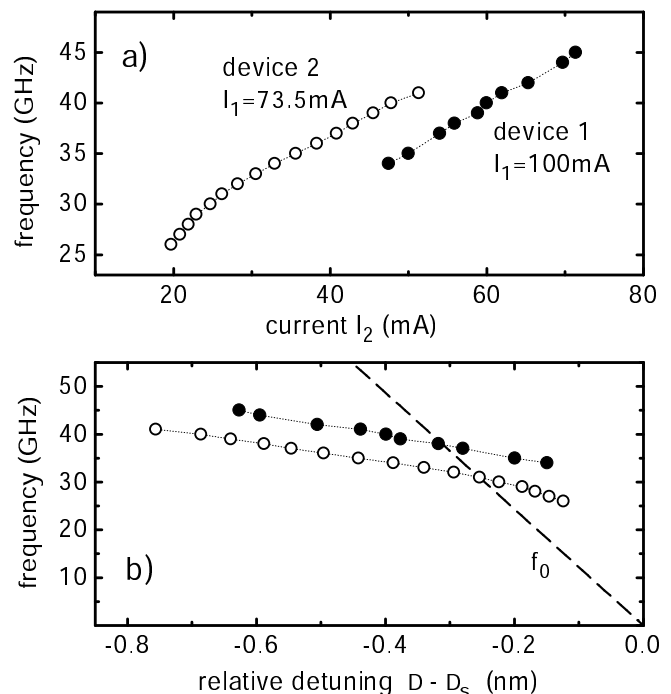 a)
device 2
I₁=73.5mA
device 1
I₁=100mA
frequency (GHz)
45
40
35
30
25
20
40
60
80
current I₂ (mA)
b)
f₀
frequency (GHz)
50
40
30
20
10
-0.8
-0.6
-0.4
-0.2
0.0
relative detuning D - Dₛ (nm)